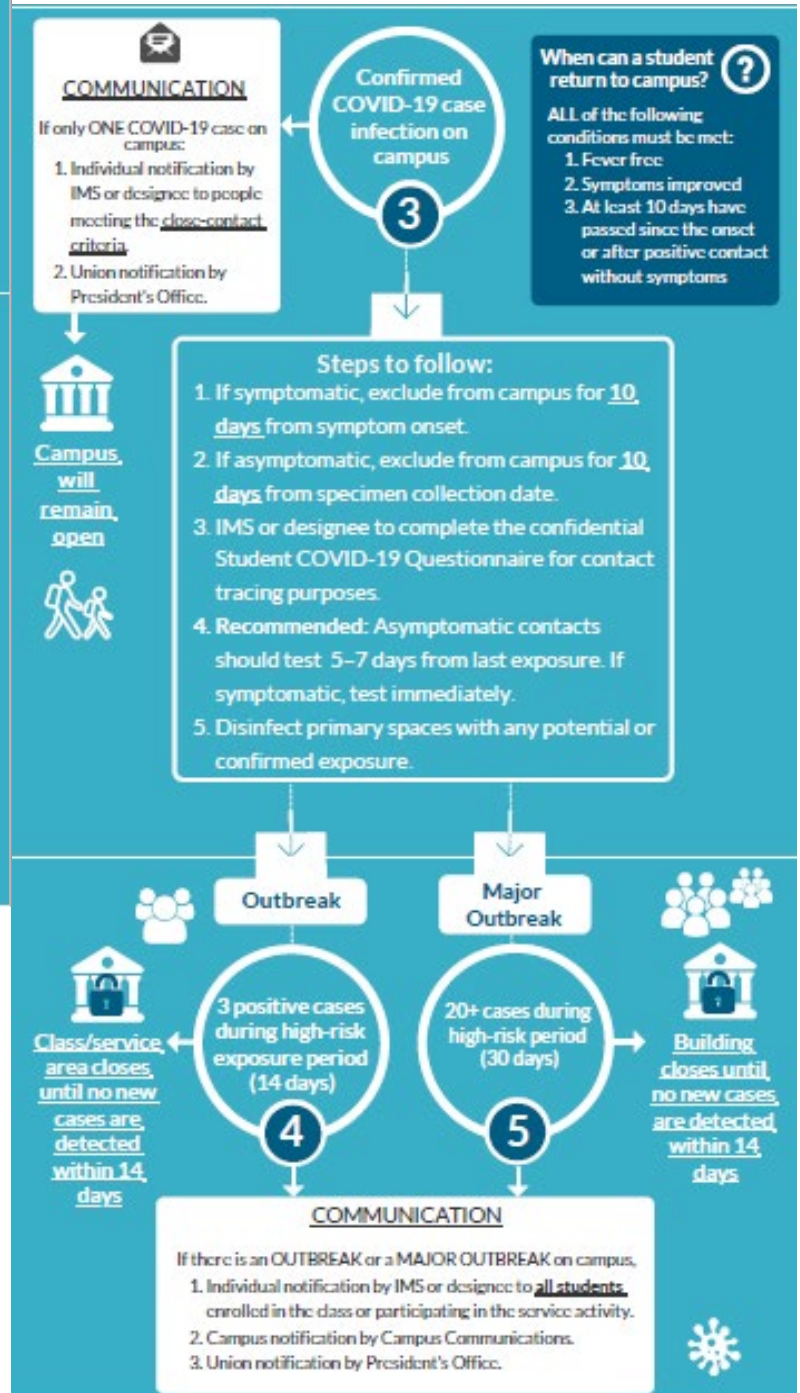 COMMUNICATION
If only ONE COVID-19 case on
campus:
1. Individual notification by
IMS or designee to people
meeting the close-contact
criteria.
2. Union notification by
President's Office.
Confirmed
COVID-19 case
infection on
campus
3
When can a student
return to campus?
?
ALL of the following
conditions must be met:
1. Fever free
2. Symptoms improved
3. At least 10 days have
passed since the onset
or after positive contact
without symptoms
Campus
will
remain
open
Steps to follow:
1. If symptomatic, exclude from campus for 10
days from symptom onset.
2. If asymptomatic, exclude from campus for 10
days from specimen collection date.
3. IMS or designee to complete the confidential
Student COVID-19 Questionnaire for contact
tracing purposes.
4. Recommended: Asymptomatic contacts
should test 5–7 days from last exposure. If
symptomatic, test immediately.
5. Disinfect primary spaces with any potential or
confirmed exposure.
Outbreak
3 positive cases
during high-risk
exposure period
(14 days)
4
Class/service
area closes
until no new
cases are
detected
within 14
days
Major
Outbreak
20+ cases during
high-risk period
(30 days)
5
Building
closes until
no new cases
are detected
within 14
days
COMMUNICATION
If there is an OUTBREAK or a MAJOR OUTBREAK on campus,
1. Individual notification by IMS or designee to all students
enrolled in the class or participating in the service activity.
2. Campus notification by Campus Communications.
3. Union notification by President's Office.